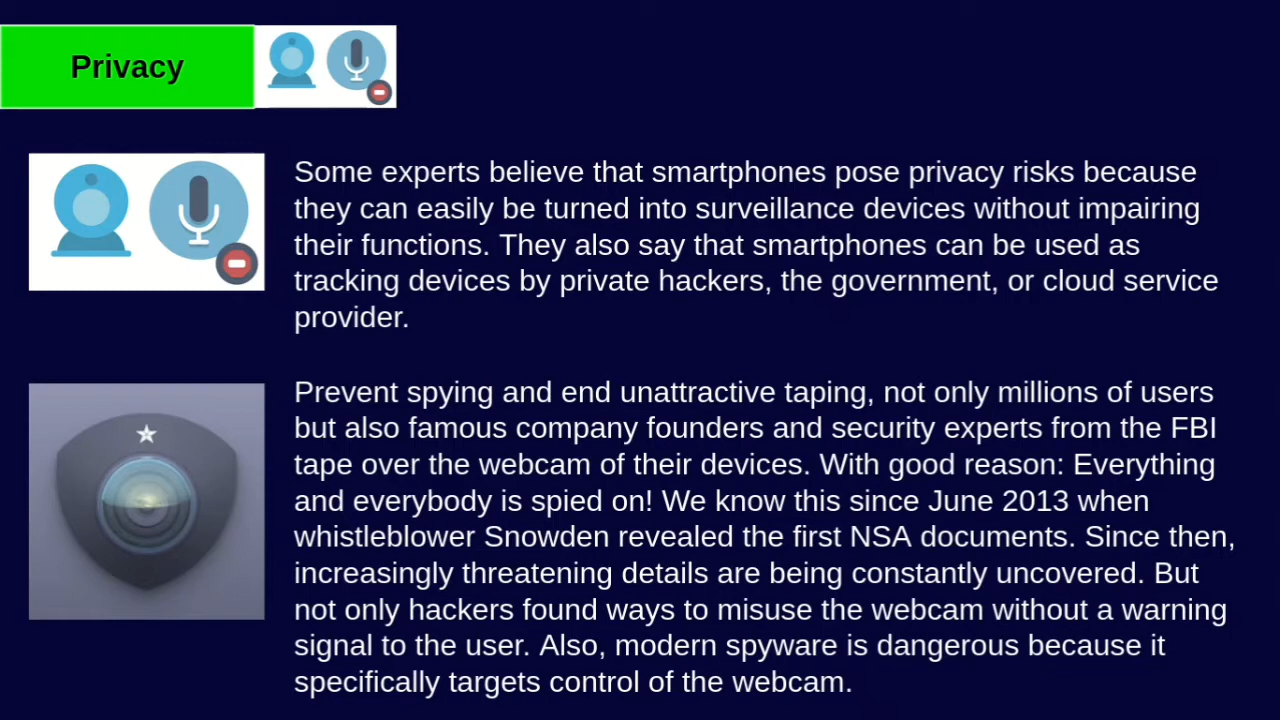 Privacy
Some experts believe that smartphones pose privacy risks because
they can easily be turned into surveillance devices without impairing
their functions. They also say that smartphones can be used as
tracking devices by private hackers, the government, or cloud service
provider.
Prevent spying and end unattractive taping, not only millions of users
but also famous company founders and security experts from the FBI
tape over the webcam of their devices. With good reason: Everything
and everybody is spied on! We know this since June 2013 when
whistleblower Snowden revealed the first NSA documents. Since then,
increasingly threatening details are being constantly uncovered. But
not only hackers found ways to misuse the webcam without a warning
signal to the user. Also, modern spyware is dangerous because it
specifically targets control of the webcam.